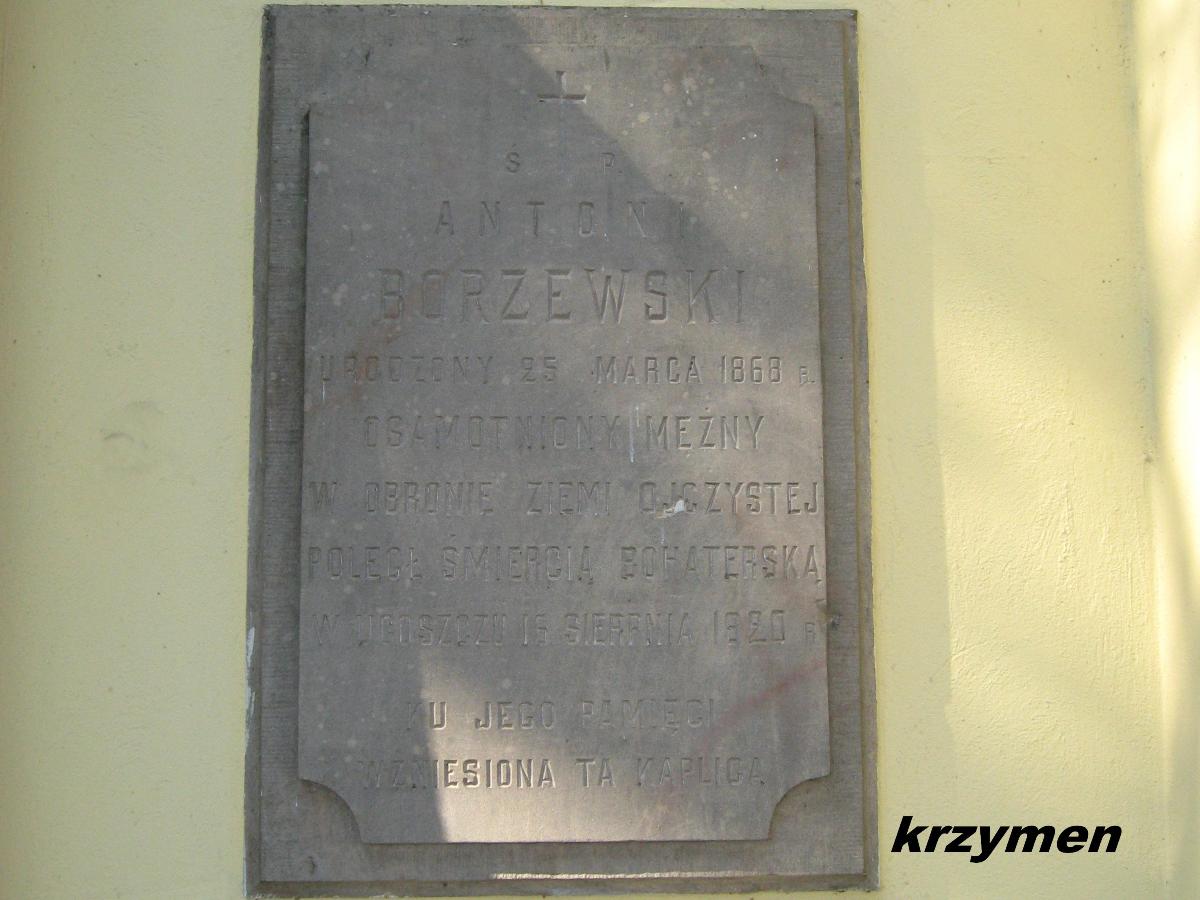 Ś P.
ANTONI
BORZEWSKI
URODZONY 25 MARCA 1868 R.
OSAMOTNIONY MĘŻNY
W OBRONIE ZIEMI OJCZYSTEJ
POLEGŁ ŚMIERCIĄ BOHATERSKĄ
W UGOSZCZU 16 SIERPNIA 1920 R
KU JEGO PAMIĘCI
WZNIESIONA TA KAPLICA
krzymen